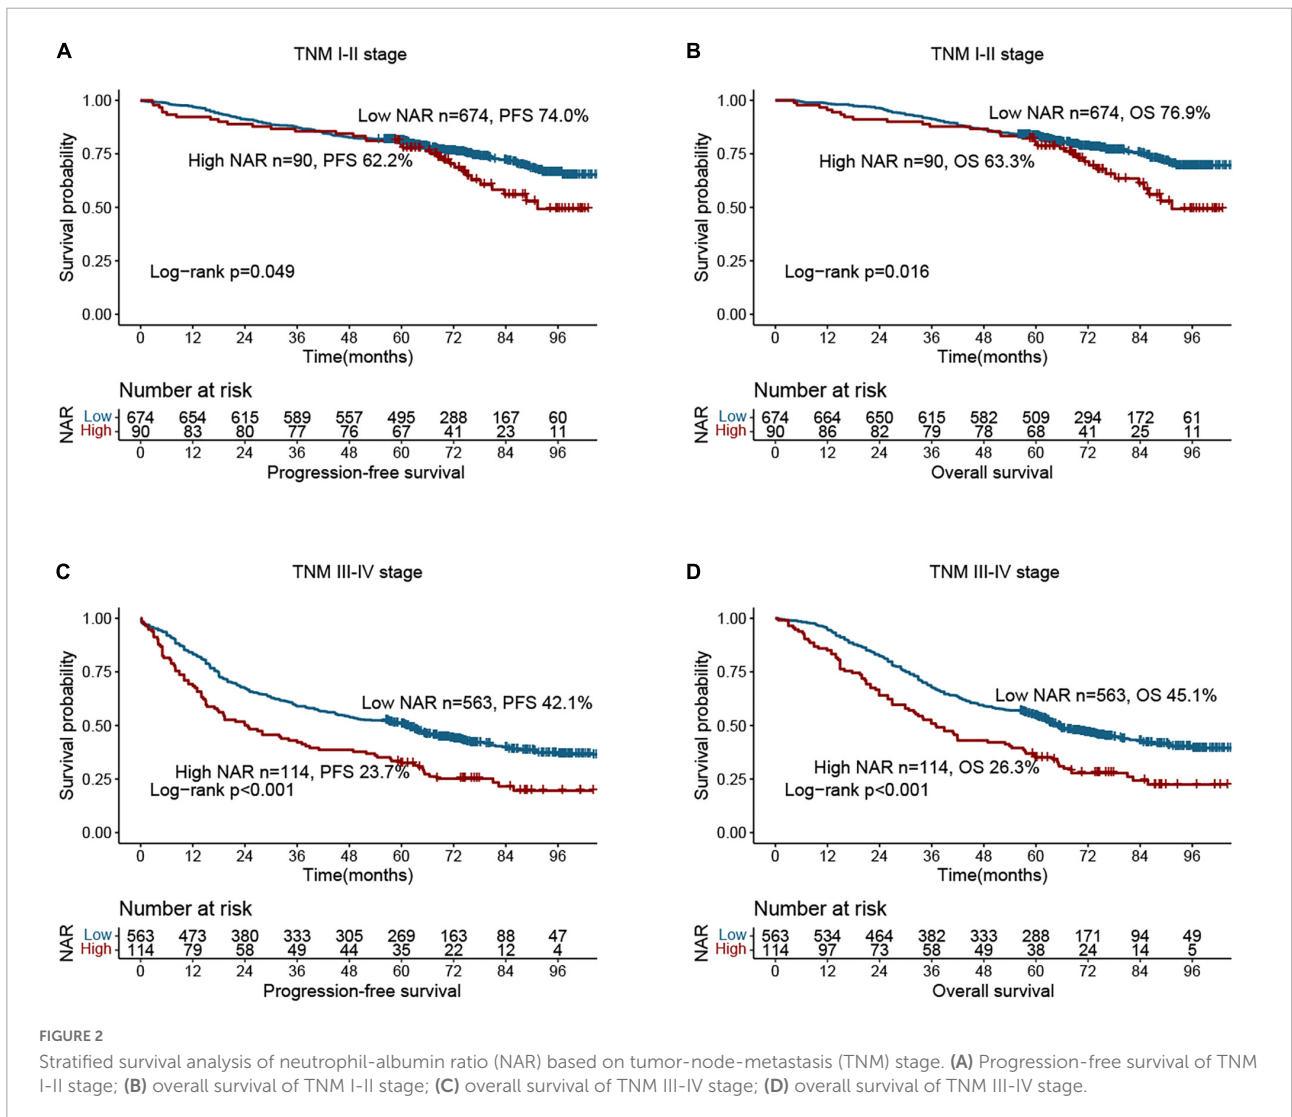 A
TNM I-II stage
Survival probability
1.00
0.75
0.50
0.25
0.00
Low NAR n=674, PFS 74.0%
High NAR n=90, PFS 62.2%
Log-rank p=0.049
0 12 24 36 48 60 72 84 96
Time(months)
Number at risk
NAR
Low 674 654 615 589 557 495 288 167 60
High 90 83 80 77 76 67 41 23 11
0 12 24 36 48 60 72 84 96
Progression-free survival
B
TNM I-II stage
Survival probability
1.00
0.75
0.50
0.25
0.00
Low NAR n=674, OS 76.9%
High NAR n=90, OS 63.3%
Log-rank p=0.016
0 12 24 36 48 60 72 84 96
Time(months)
Number at risk
NAR
Low 674 664 650 615 582 509 294 172 61
High 90 86 82 79 78 68 41 25 11
0 12 24 36 48 60 72 84 96
Overall survival
C
TNM III-IV stage
Survival probability
1.00
0.75
0.50
0.25
0.00
Low NAR n=563, PFS 42.1%
High NAR n=114, PFS 23.7%
Log-rank p<0.001
0 12 24 36 48 60 72 84 96
Time(months)
Number at risk
NAR
Low 563 473 380 333 305 269 163 88 47
High 114 79 58 49 44 35 22 12 4
0 12 24 36 48 60 72 84 96
Progression-free survival
D
TNM III-IV stage
Survival probability
1.00
0.75
0.50
0.25
0.00
Low NAR n=563, OS 45.1%
High NAR n=114, OS 26.3%
Log-rank p<0.001
0 12 24 36 48 60 72 84 96
Time(months)
Number at risk
NAR
Low 563 534 464 382 333 288 171 94 49
High 114 97 73 58 49 38 24 14 5
0 12 24 36 48 60 72 84 96
Overall survival
FIGURE 2
Stratified survival analysis of neutrophil-albumin ratio (NAR) based on tumor-node-metastasis (TNM) stage. (A) Progression-free survival of TNM
I-II stage; (B) overall survival of TNM I-II stage; (C) overall survival of TNM III-IV stage; (D) overall survival of TNM III-IV stage.